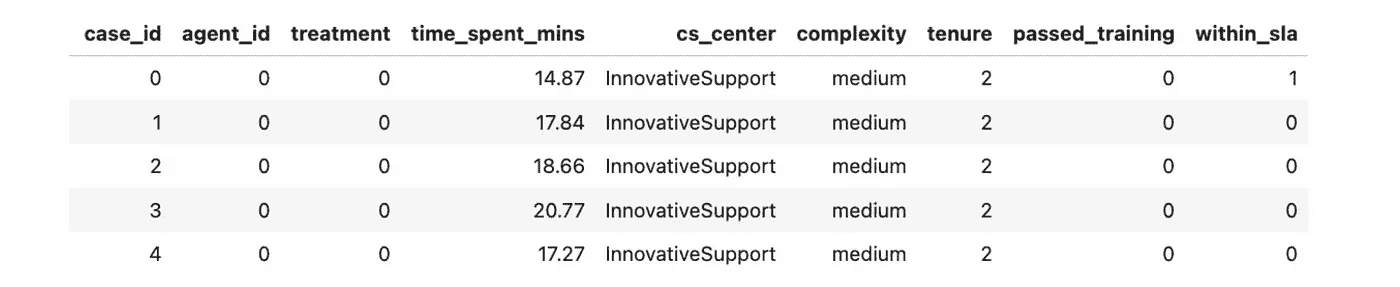 case_id agent_id treatment time_spent_mins cs_center complexity tenure passed_training within_sla
0 0 0 14.87 InnovativeSupport medium 2 0 1
1 0 0 17.84 InnovativeSupport medium 2 0 0
2 0 0 18.66 InnovativeSupport medium 2 0 0
3 0 0 20.77 InnovativeSupport medium 2 0 0
4 0 0 17.27 InnovativeSupport medium 2 0 0